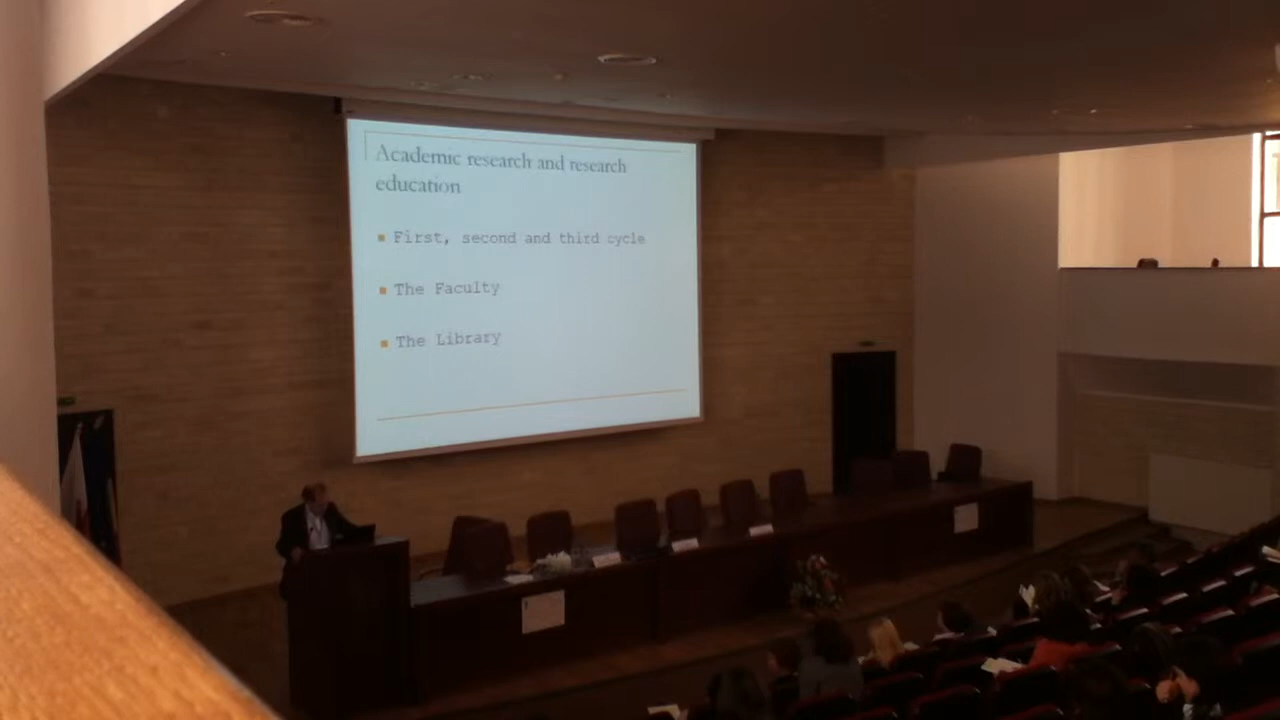 Academic research and research
education
First, second and third cycle
The Faculty
The Library